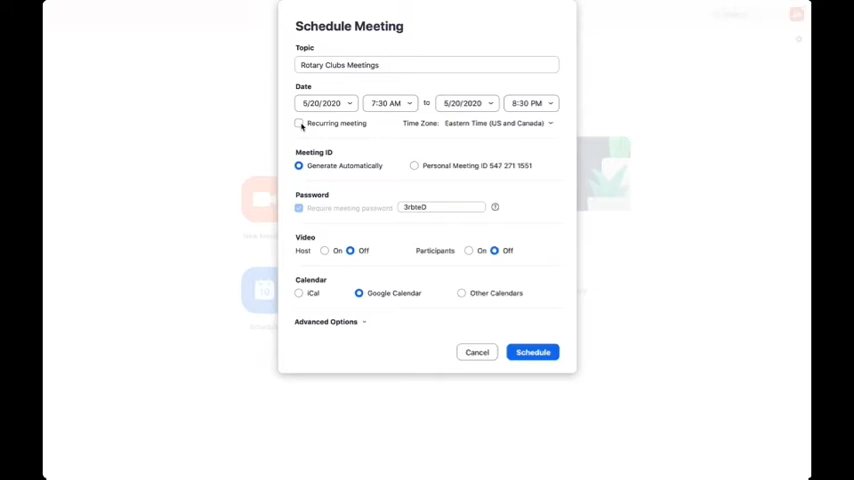 Schedule Meeting
Topic
Rotary Clubs Meetings
Date
5/20/2020 7:30 AM to 5/20/2020 8:30 PM
Recurring meeting Time Zone: Eastern Time (US and Canada)
Meeting ID
Generate Automatically Personal Meeting ID 547 271 1551
Password
Require meeting password 3rbteD
Video
Host On Off Participants On Off
Calendar
iCal Google Calendar Other Calendars
Advanced Options
Cancel Schedule